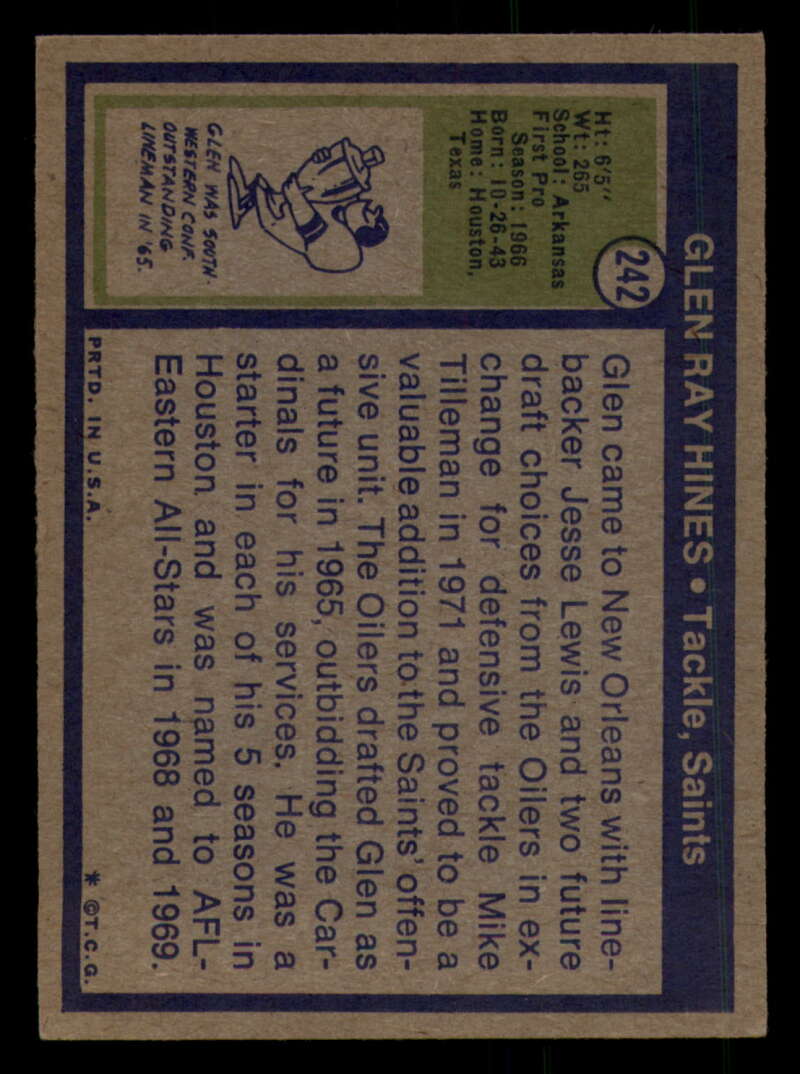 GLEN RAY HINES • Tackle, Saints
242
Ht: 6'5"
Wt: 265
School: Arkansas
First Pro
Season: 1966
Born: 10-26-43
Home: Houston,
Texas
GLEN WAS SOUTH-
WESTERN CONF.
OUTSTANDING
LINEMAN IN '65.
Glen came to New Orleans with line-
backer Jesse Lewis and two future
draft choices from the Oilers in ex-
change for defensive tackle Mike
Tilleman in 1971 and proved to be a
valuable addition to the Saints' offen-
sive unit. The Oilers drafted Glen as
a future in 1965, outbidding the Car-
dinals for his services. He was a
starter in each of his 5 seasons in
Houston and was named to AFL-
Eastern All-Stars in 1968 and 1969.
PRTD. IN U.S.A.
* ©T.C.G.